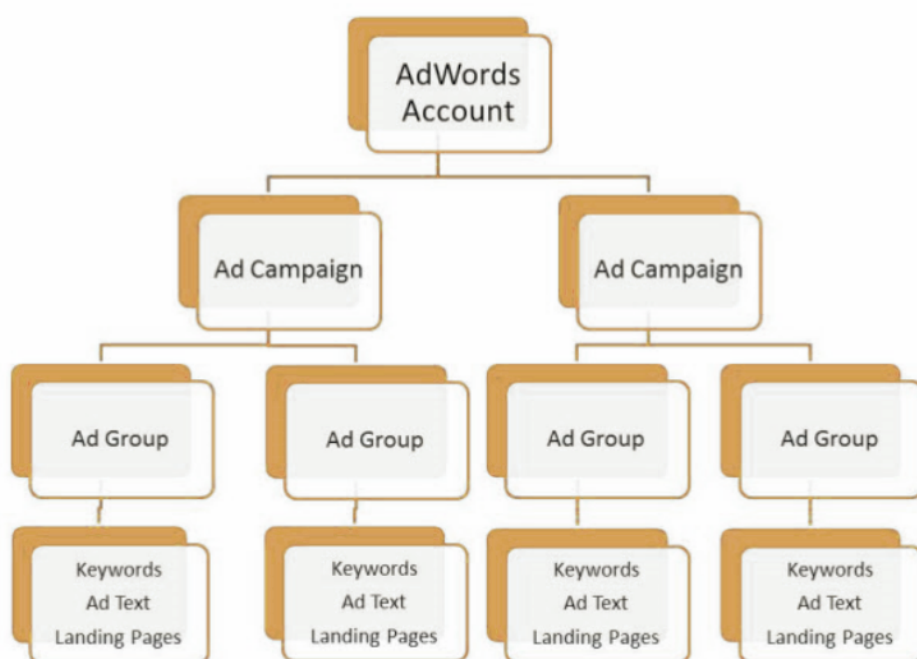 AdWords
Account
Ad Campaign
Ad Campaign
Ad Group
Ad Group
Ad Group
Ad Group
Keywords
Ad Text
Landing Pages
Keywords
Ad Text
Landing Pages
Keywords
Ad Text
Landing Pages
Keywords
Ad Text
Landing Pages